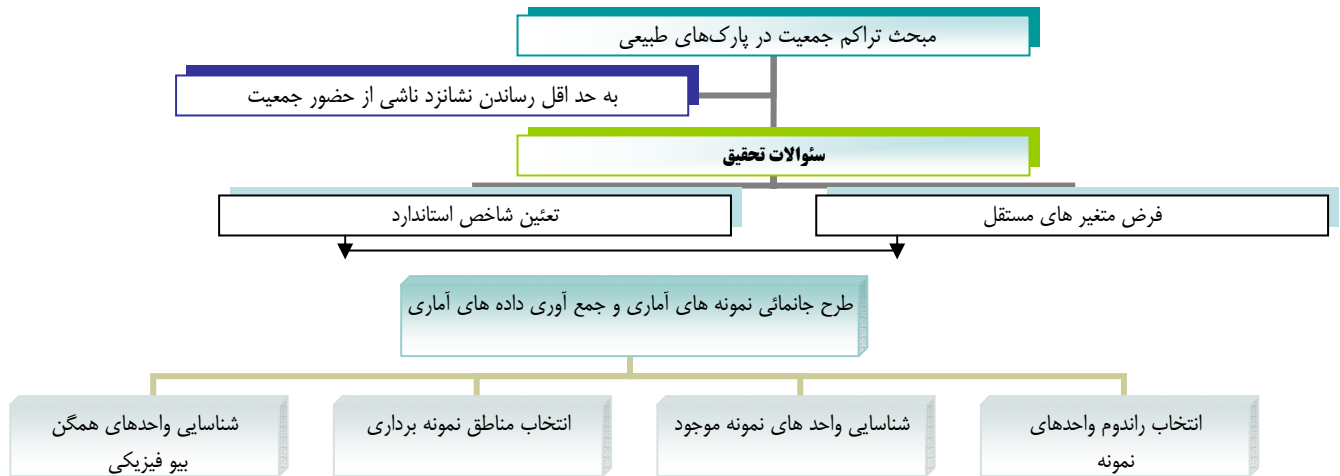 مبحث تراکم جمعیت در پارک‌های طبیعی
به حد اقل رساندن نشانزد ناشی از حضور جمعیت
سئوالات تحقیق
فرض متغیر های مستقل
تعئین شاخص استاندارد
طرح جانمائی نمونه های آماری و جمع آوری داده های آماری
انتخاب راندوم واحدهای
نمونه
شناسایی واحد های نمونه موجود
انتخاب مناطق نمونه برداری
شناسایی واحدهای همگن
بیو فیزیکی